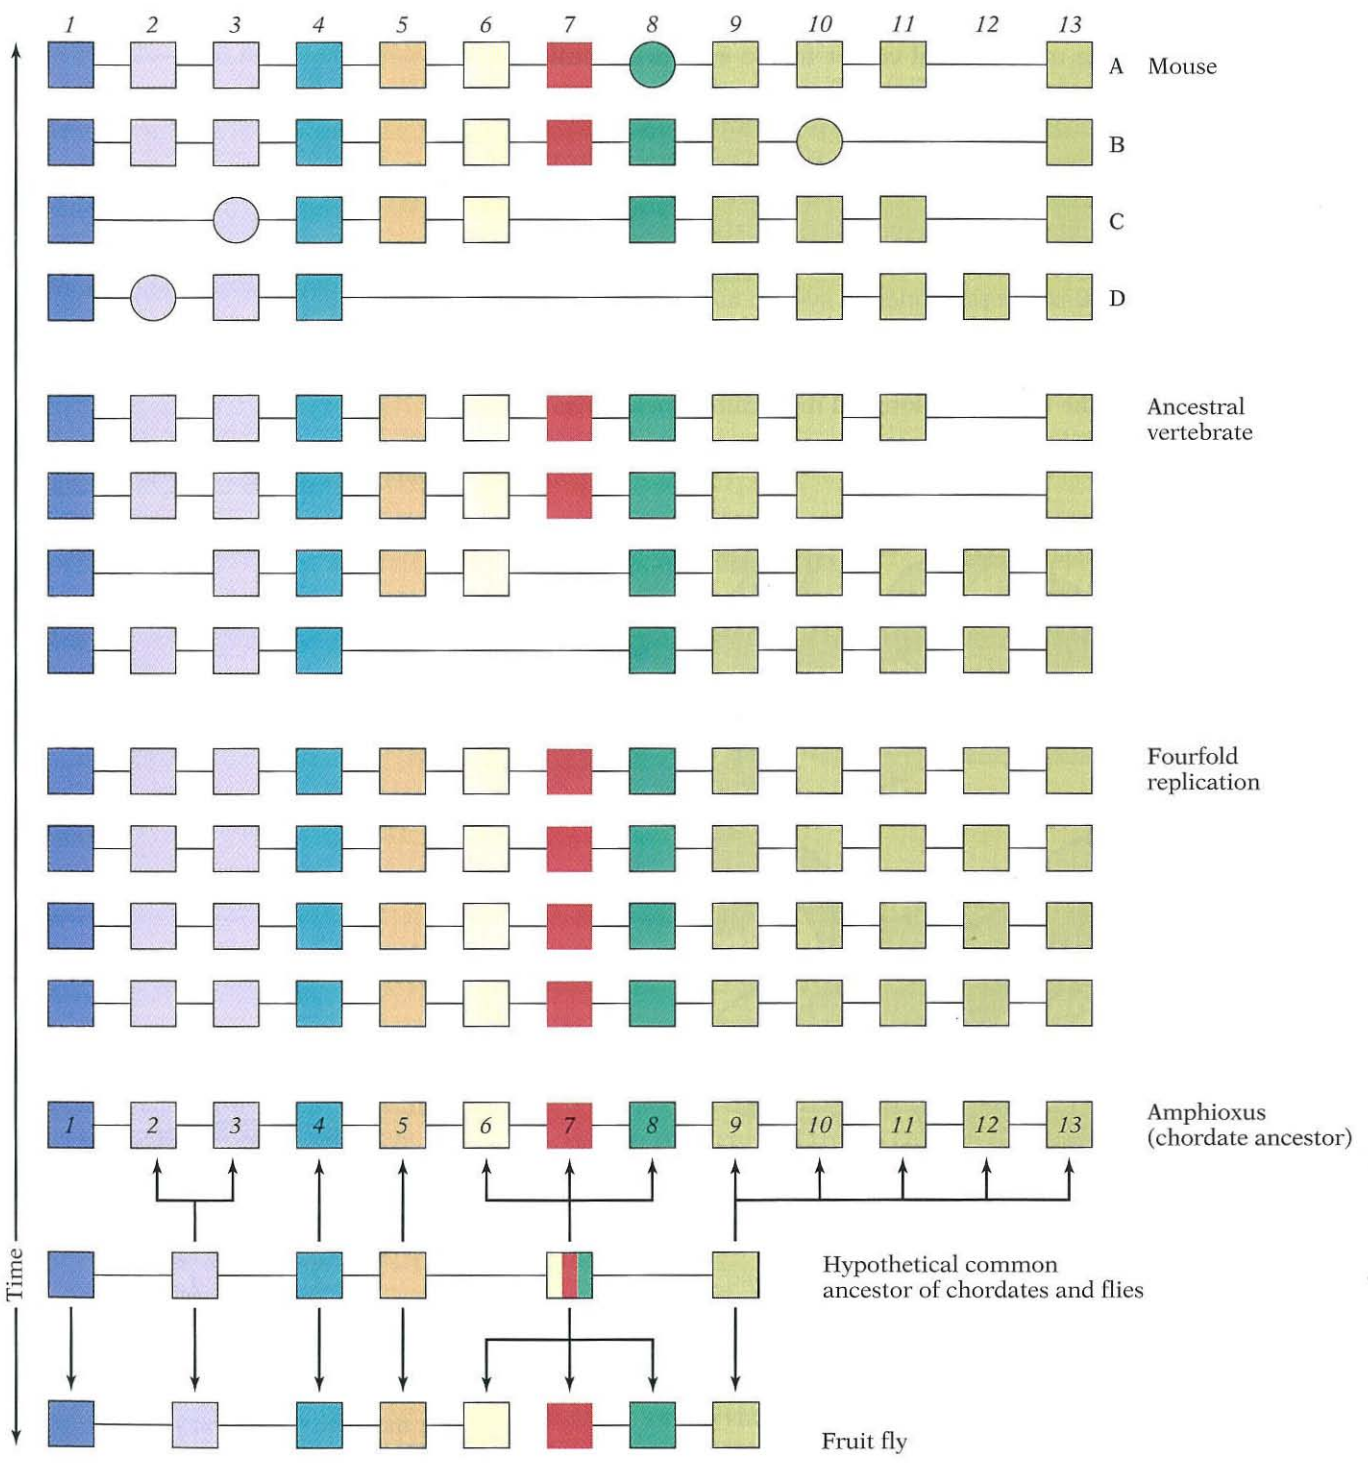 1 2 3 4 5 6 7 8 9 10 11 12 13
A Mouse
B
C
D
Ancestral
vertebrate
Fourfold
replication
1 2 3 4 5 6 7 8 9 10 11 12 13
Amphioxus
(chordate ancestor)
Time
Hypothetical common
ancestor of chordates and flies
Fruit fly